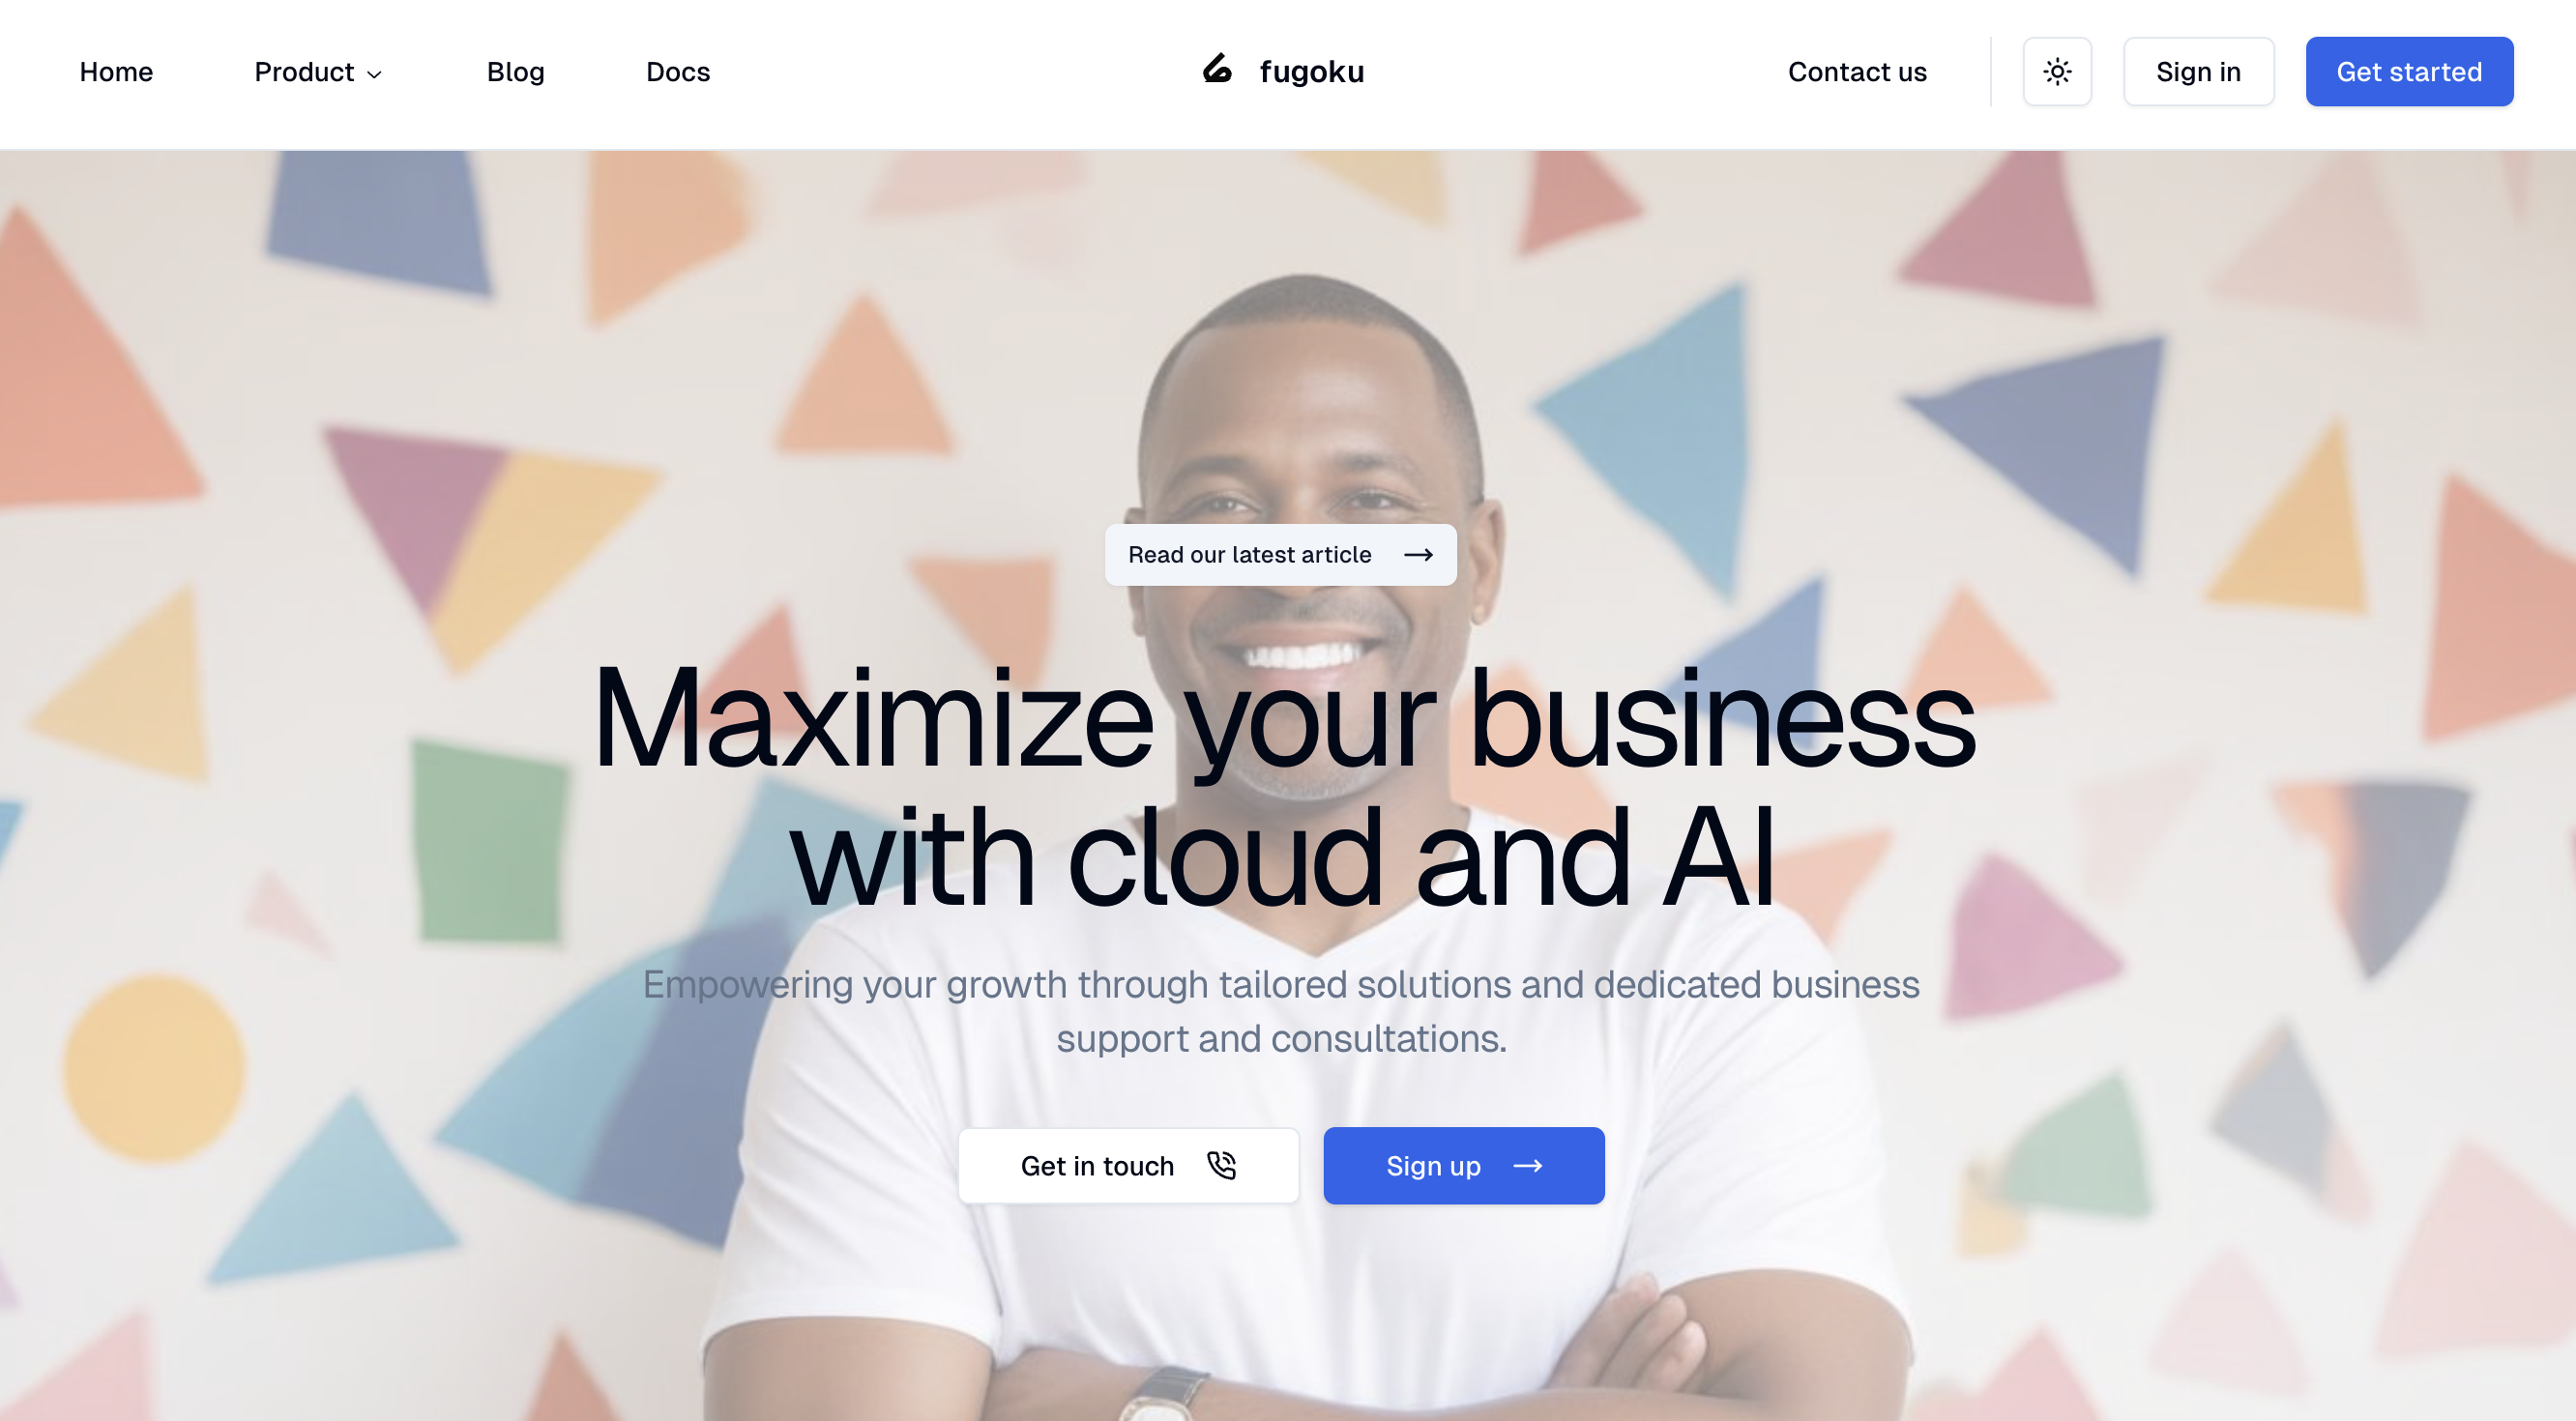 Home
Product
Blog
Docs
fugoku
Contact us
Sign in
Get started
Read our latest article
Maximize your business
with cloud and AI
Empowering your growth through tailored solutions and dedicated business
support and consultations.
Get in touch
Sign up